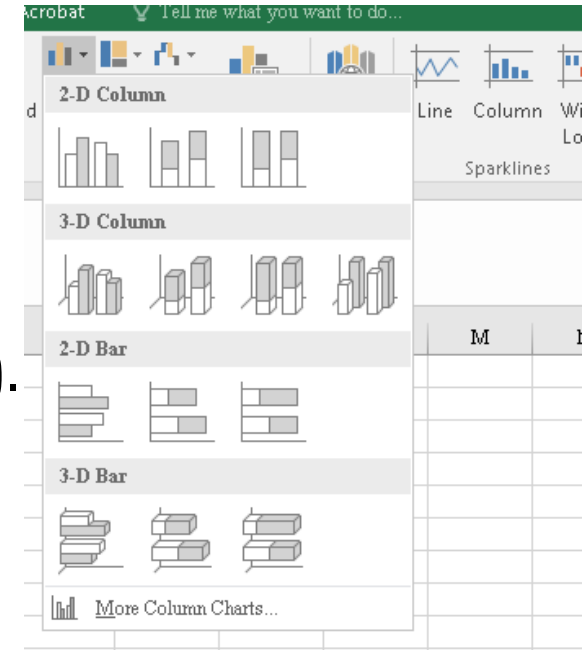 Acrobat Tell me what you want to do...
2-D Column
d Line Column
Sparklines
3-D Column
M
2-D Bar
).
3-D Bar
More Column Charts...